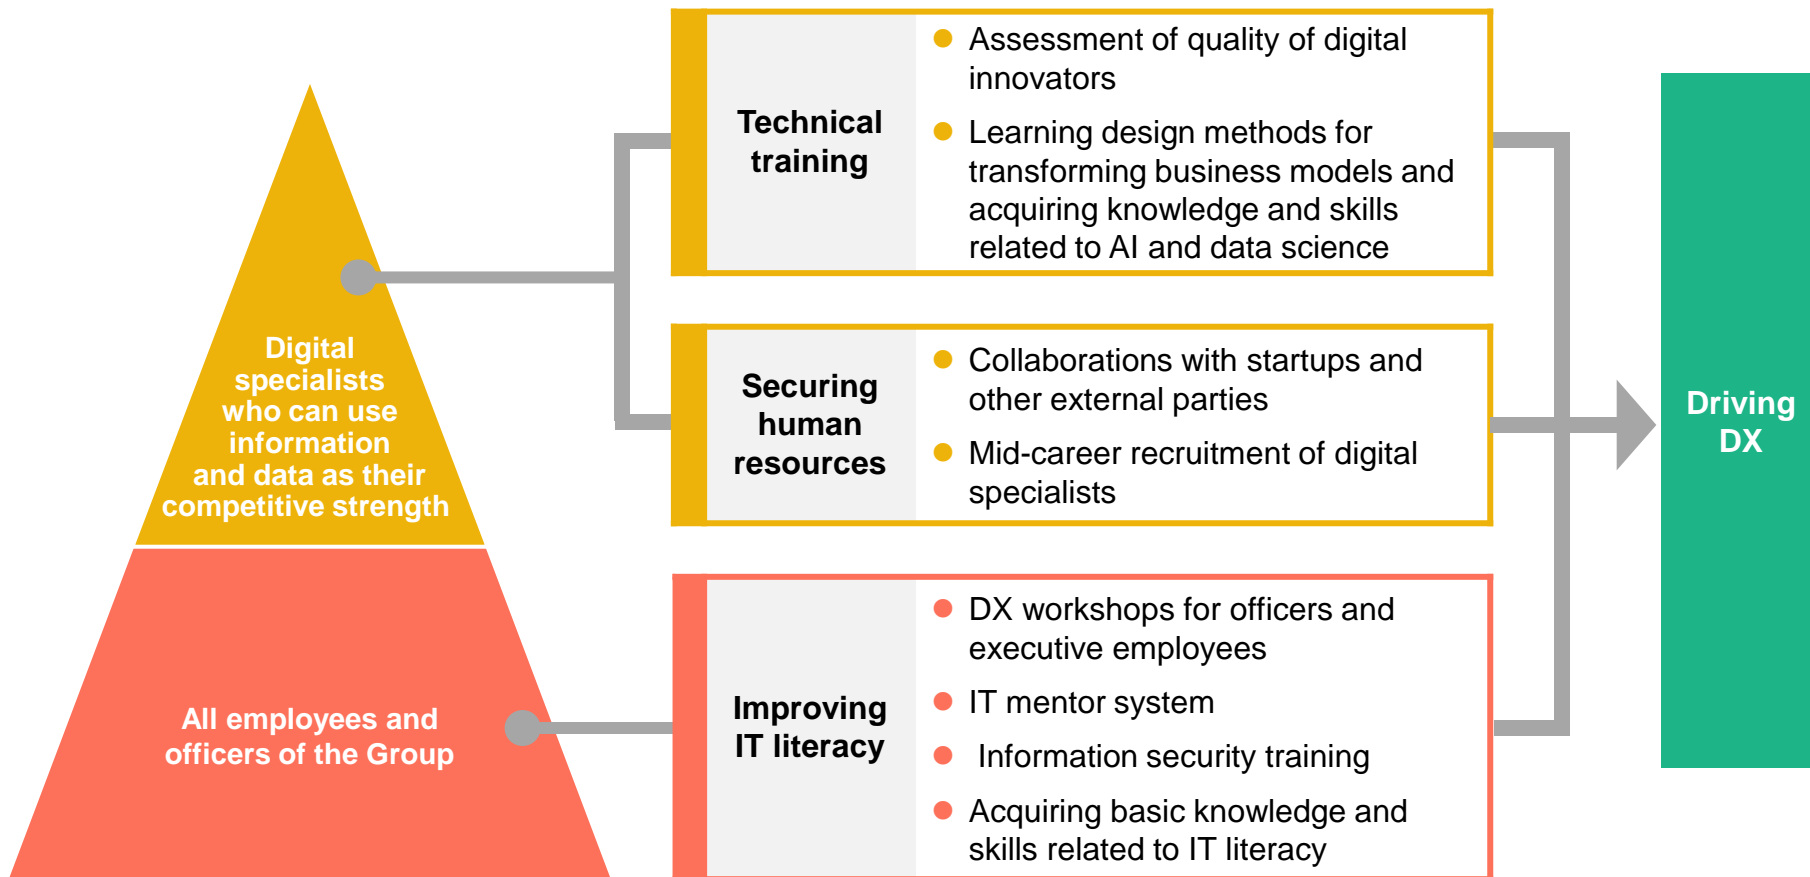 Digital
specialists
who can use
information
and data as their
competitive strength
All employees and
officers of the Group
Technical
training
Assessment of quality of digital
innovators
Learning design methods for
transforming business models and
acquiring knowledge and skills
related to AI and data science
Securing
human
resources
Collaborations with startups and
other external parties
Mid-career recruitment of digital
specialists
Improving
IT literacy
DX workshops for officers and
executive employees
IT mentor system
Information security training
Acquiring basic knowledge and
skills related to IT literacy
Driving
DX